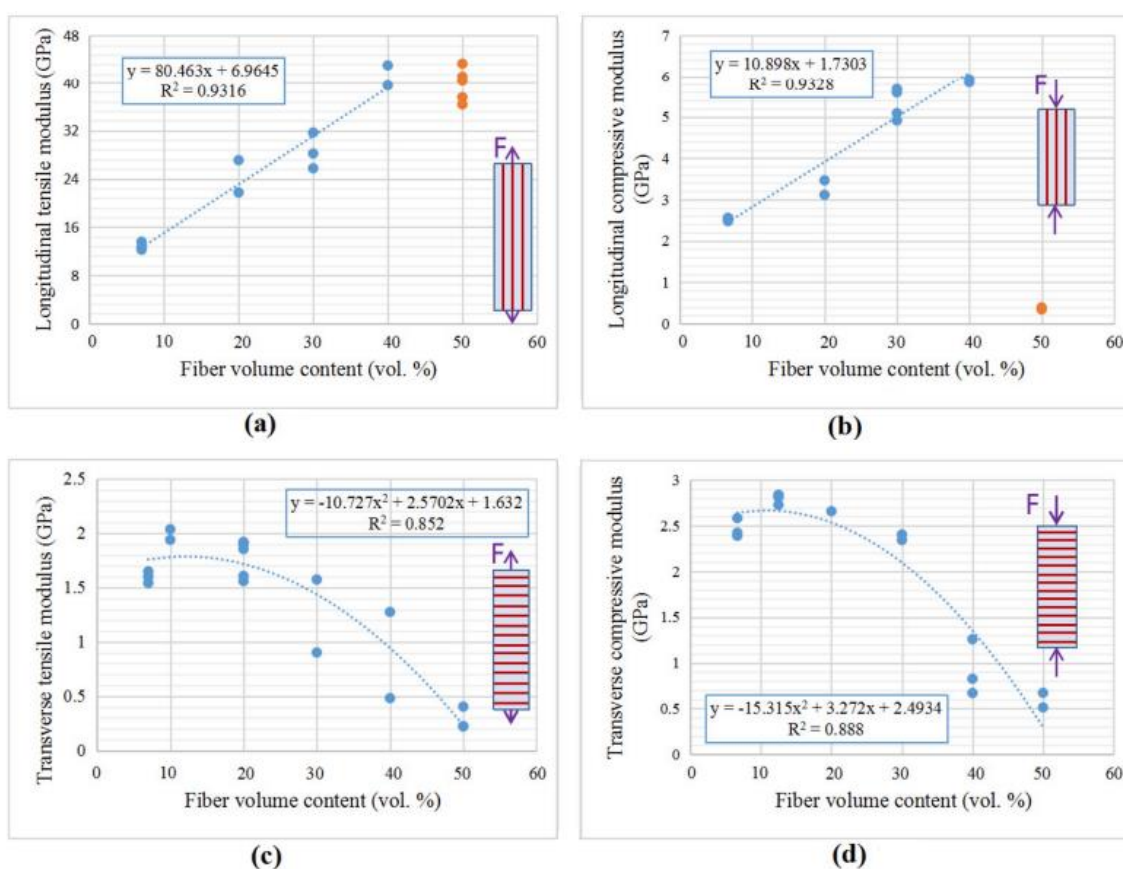 Longitudinal tensile modulus (GPa)
48
40
32
24
16
8
0
y = 80.463x + 6.9645
R² = 0.9316
F
0 10 20 30 40 50 60
Fiber volume content (vol. %)
(a)
Longitudinal compressive modulus
(GPa)
7
6
5
4
3
2
1
0
y = 10.898x + 1.7303
R² = 0.9328
F
0 10 20 30 40 50 60
Fiber volume content (vol. %)
(b)
Transverse tensile modulus (GPa)
2.5
2
1.5
1
0.5
0
y = -10.727x² + 2.5702x + 1.632
R² = 0.852
F
0 10 20 30 40 50 60
Fiber volume content (vol. %)
(c)
Transverse compressive modulus
(GPa)
3
2.5
2
1.5
1
0.5
0
F
y = -15.315x² + 3.272x + 2.4934
R² = 0.888
0 10 20 30 40 50 60
Fiber volume content (vol. %)
(d)